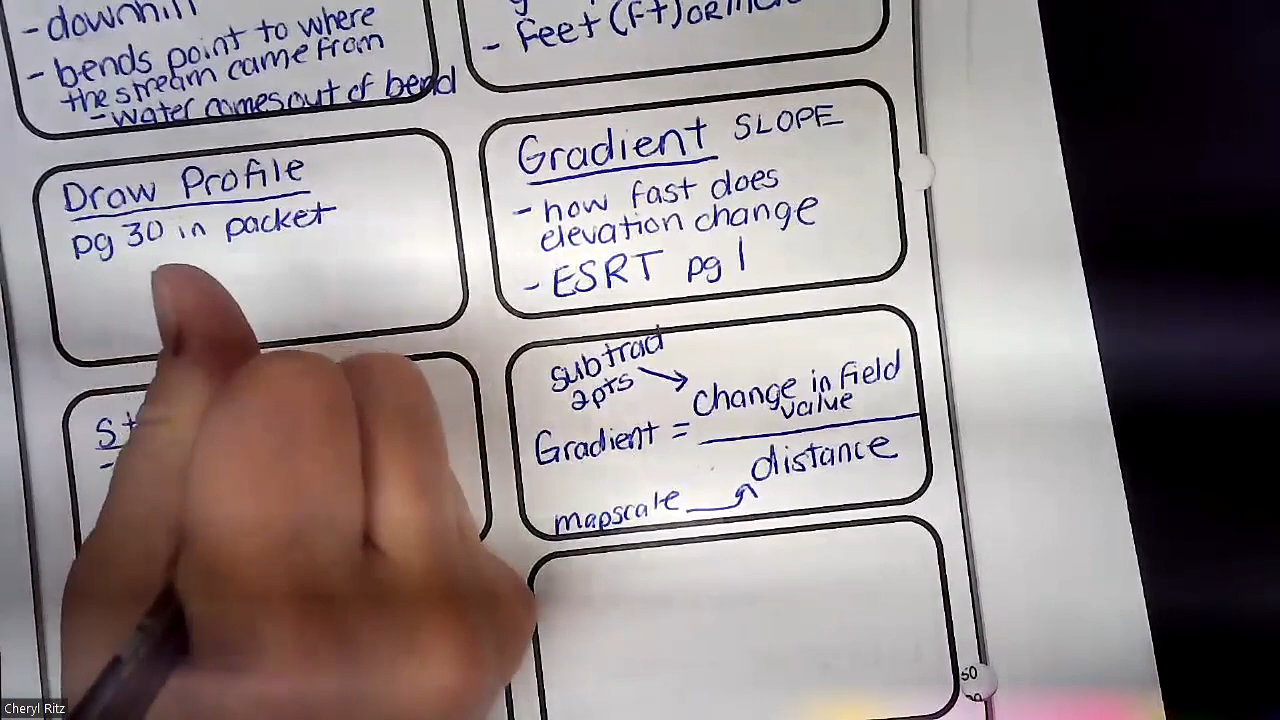 - downhill
- bends point to where
the stream came from
- water comes out of bend
- feet (ft) OR
Draw Profile
pg 30 in packet
Gradient SLOPE
- how fast does
elevation change
- ESRT pg 1
subtract
2pts
change in field
value
Gradient =
distance
mapscale
50
Cheryl Ritz